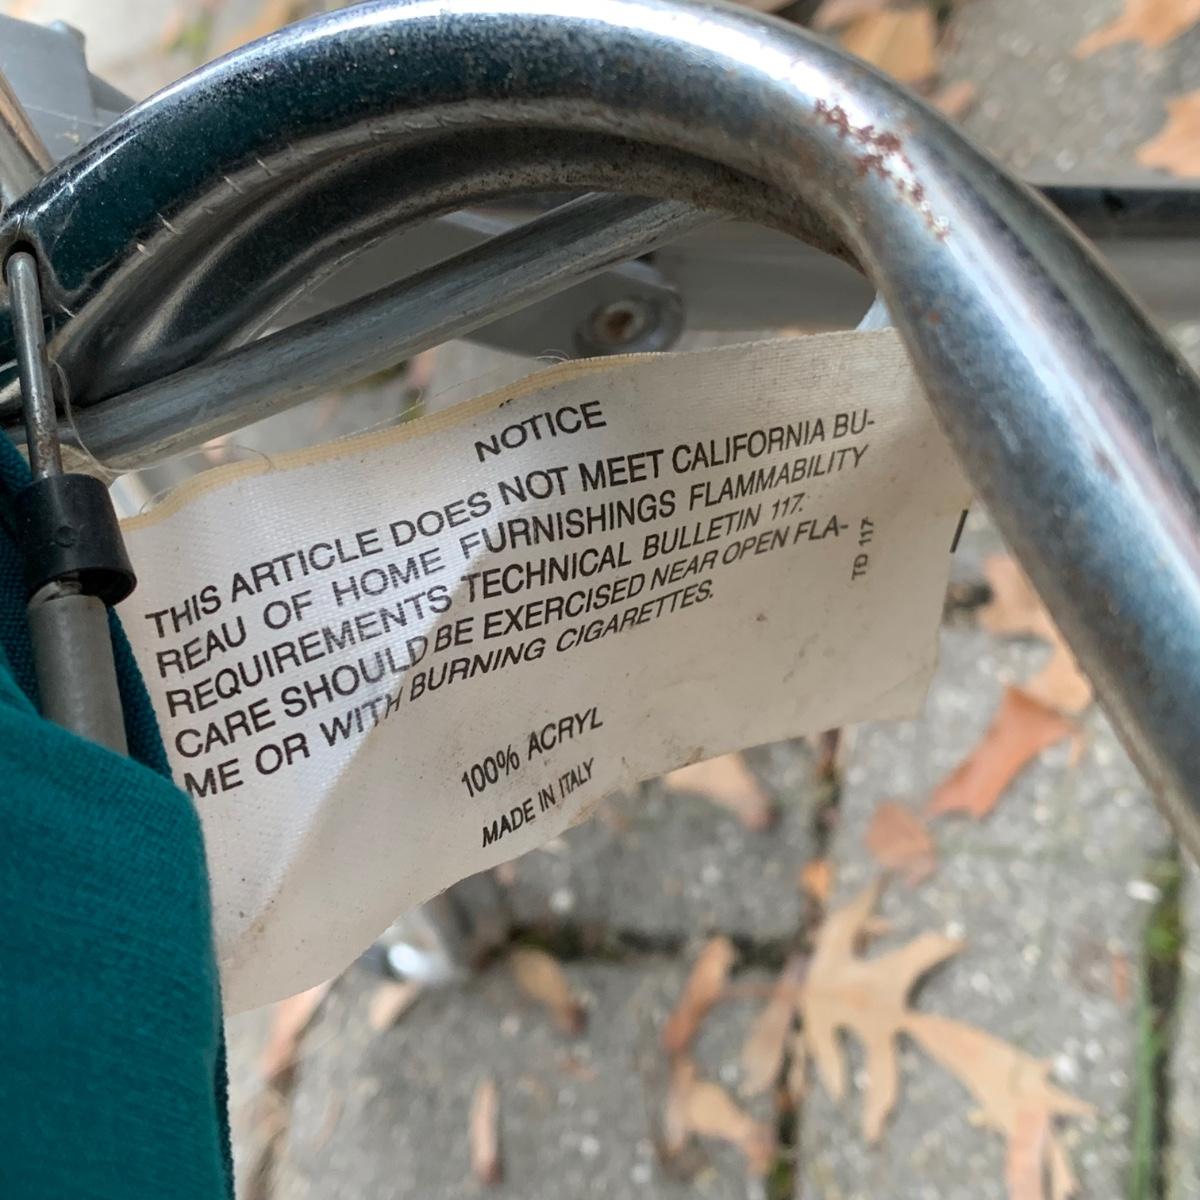 NOTICE
THIS ARTICLE DOES NOT MEET CALIFORNIA BU-
REAU OF HOME FURNISHINGS FLAMMABILITY
REQUIREMENTS TECHNICAL BULLETIN 117.
CARE SHOULD BE EXERCISED NEAR OPEN FLA-
ME OR WITH BURNING CIGARETTES.
TD 117
100% ACRYL
MADE IN ITALY